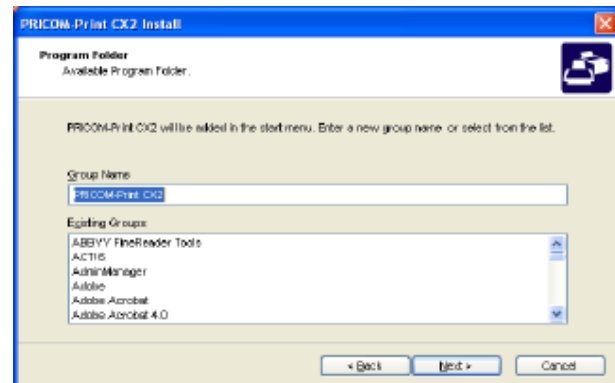 PRICOM-Print CX2 Install
Program Folder
Available Program Folder.
PRICOM-Print CX2 will be added in the start menu. Enter a new group name or select from the list.
Group Name
PRICOM-Print CX2
Existing Groups:
ABBYY FineReader Tools
ACTIS
AdminManager
Adobe
Adobe Acrobat
Adobe Acrobat 4.0
< Back
Next >
Cancel